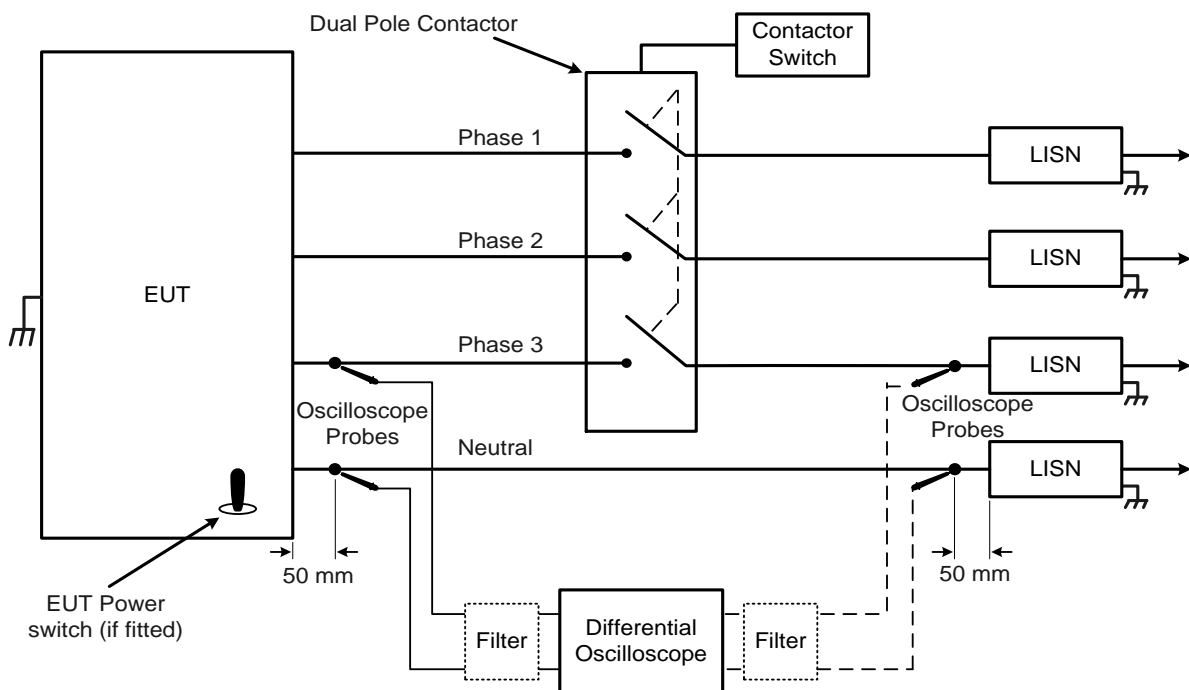 Dual Pole Contactor
Contactor
Switch
Phase 1
LISN
Phase 2
LISN
EUT
Phase 3
LISN
Oscilloscope
Probes
Oscilloscope
Probes
Neutral
LISN
50 mm
50 mm
EUT Power
switch (if fitted)
Filter
Differential
Oscilloscope
Filter